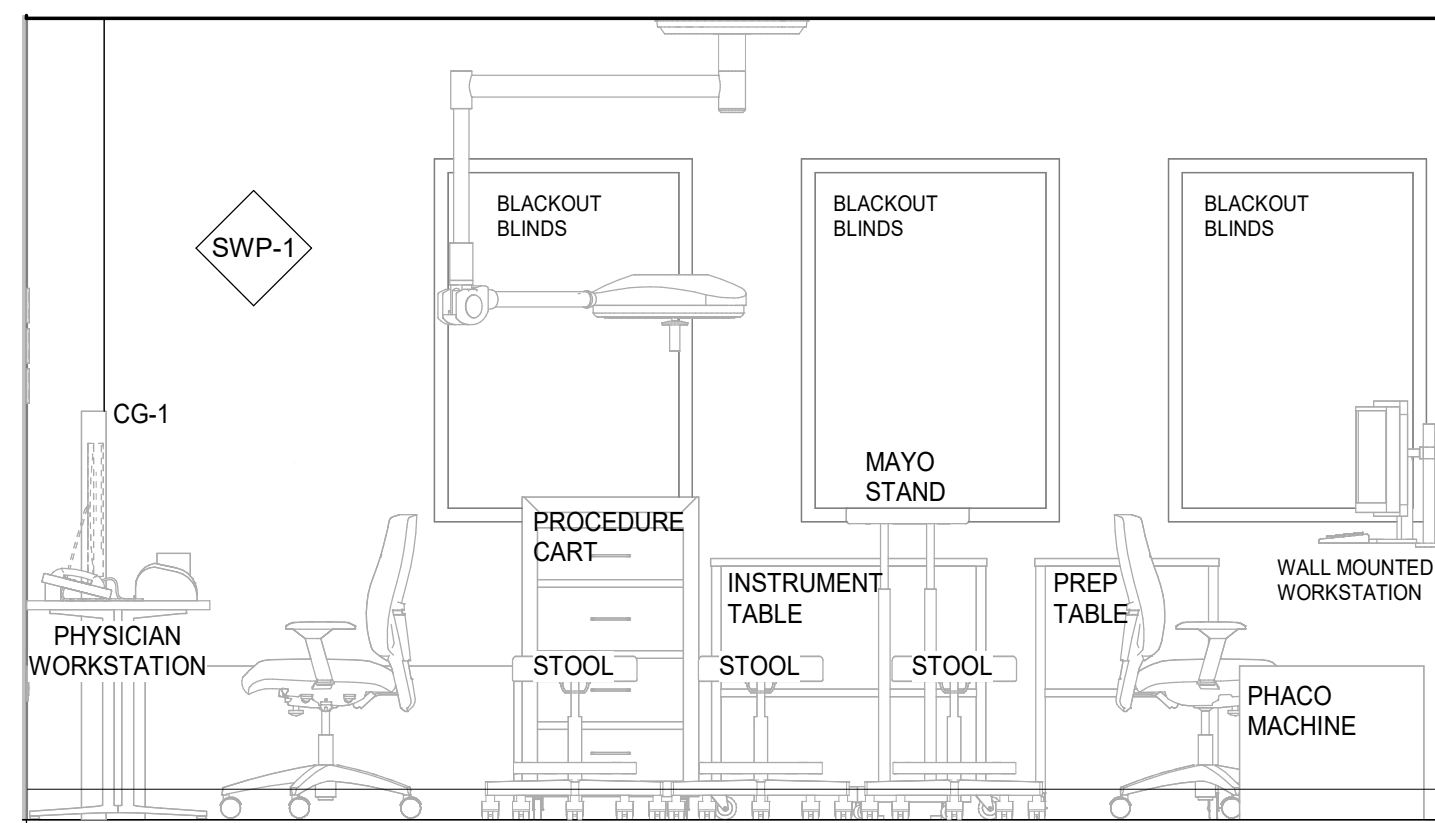 BLACKOUT
BLINDS
BLACKOUT
BLINDS
BLACKOUT
BLINDS
SWP-1
CG-1
MAYO
STAND
PROCEDURE
CART
INSTRUMENT
TABLE
PREP
TABLE
WALL MOUNTED
WORKSTATION
PHYSICIAN
WORKSTATION
STOOL
STOOL
STOOL
PHACO
MACHINE